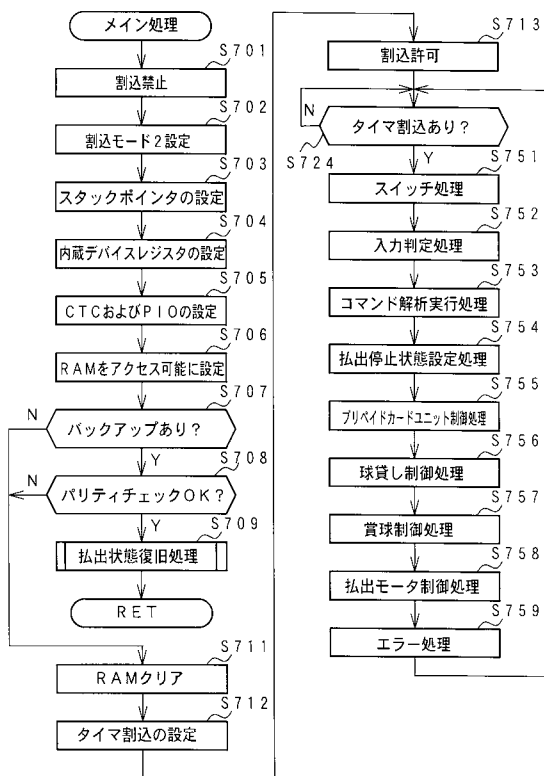 メイン処理
S701
割込禁止
S702
割込モード2設定
S703
スタックポインタの設定
S704
内蔵デバイスレジスタの設定
S705
CTCおよびPIOの設定
S706
RAMをアクセス可能に設定
S707
バックアップあり?
N
Y
S708
パリティチェックOK?
N
Y
S709
払出状態復旧処理
RET
S711
RAMクリア
S712
タイマ割込の設定
S713
割込許可
N
タイマ割込あり?
S724
Y
S751
スイッチ処理
S752
入力判定処理
S753
コマンド解析実行処理
S754
払出停止状態設定処理
S755
プリペイドカードユニット制御処理
S756
球貸し制御処理
S757
賞球制御処理
S758
払出モータ制御処理
S759
エラー処理